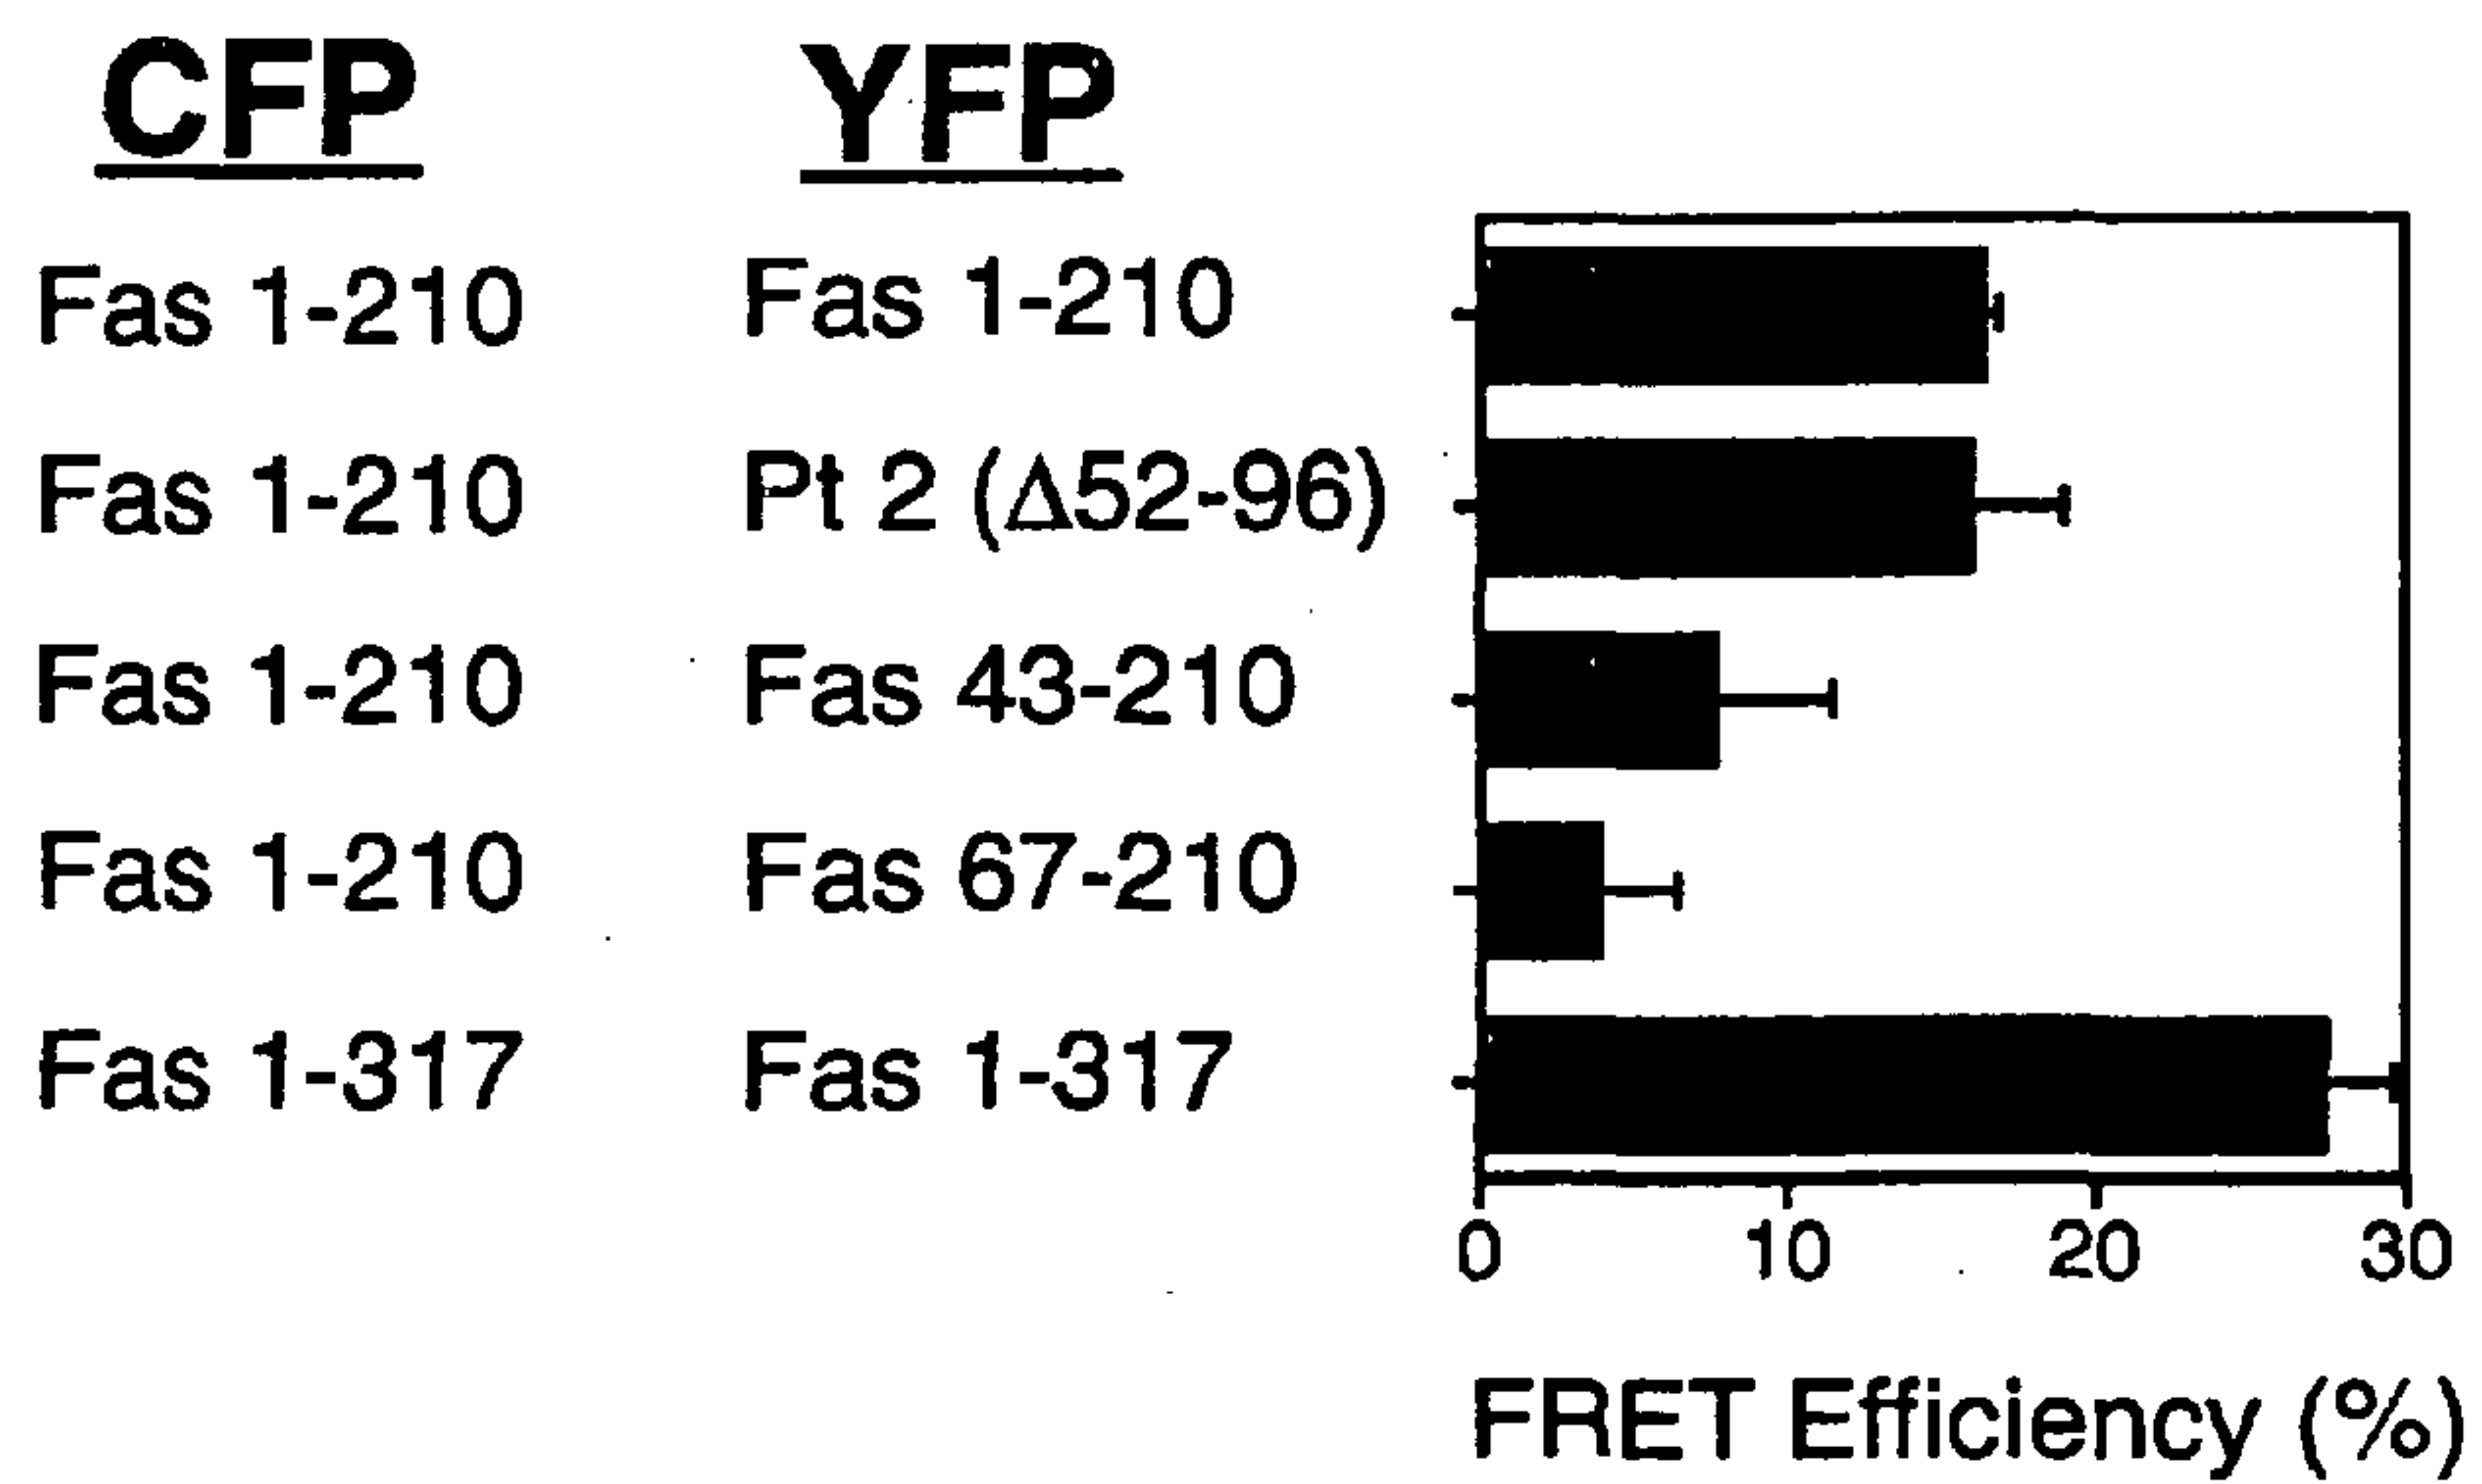 CFP YFP
Fas 1-210 Fas 1-210
Fas 1-210 Pt 2 (Δ52-96)
Fas 1-210 Fas 43-210
Fas 1-210 Fas 67-210
Fas 1-317 Fas 1-317
0 10 20 30
FRET Efficiency (%)